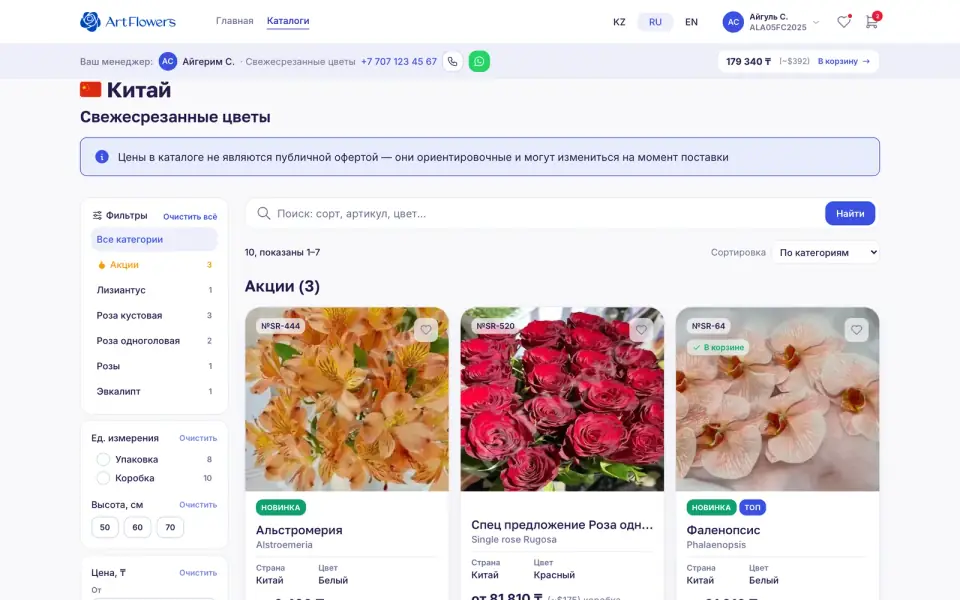 ArtFlowers
Главная
Каталоги
KZ
RU
EN
АС
Айгуль С.
ALA05FC2025
2
Ваш менеджер:
АС
Айгерим С.
· Свежесрезанные цветы
+7 707 123 45 67
179 340 ₸
(~$392)
В корзину →
Китай
Свежесрезанные цветы
Цены в каталоге не являются публичной офертой — они ориентировочные и могут измениться на момент поставки
Фильтры
Очистить всё
Все категории
Акции 3
Лизиантус 1
Роза кустовая 3
Роза одноголовая 2
Розы 1
Эвкалипт 1
Ед. измерения
Очистить
Упаковка 8
Коробка 10
Высота, см
Очистить
50
60
70
Цена, ₸
Очистить
От
Поиск: сорт, артикул, цвет...
Найти
10, показаны 1–7
Сортировка
По категориям
Акции (3)
№SR-444
НОВИНКА
Альстромерия
Alstroemeria
Страна
Цвет
Китай
Белый
№SR-520
Спец предложение Роза одн...
Single rose Rugosa
Страна
Цвет
Китай
Красный
от 81 810 ₸ (~$175) коробка
№SR-64
✓ В корзине
НОВИНКА
ТОП
Фаленопсис
Phalaenopsis
Страна
Цвет
Китай
Белый